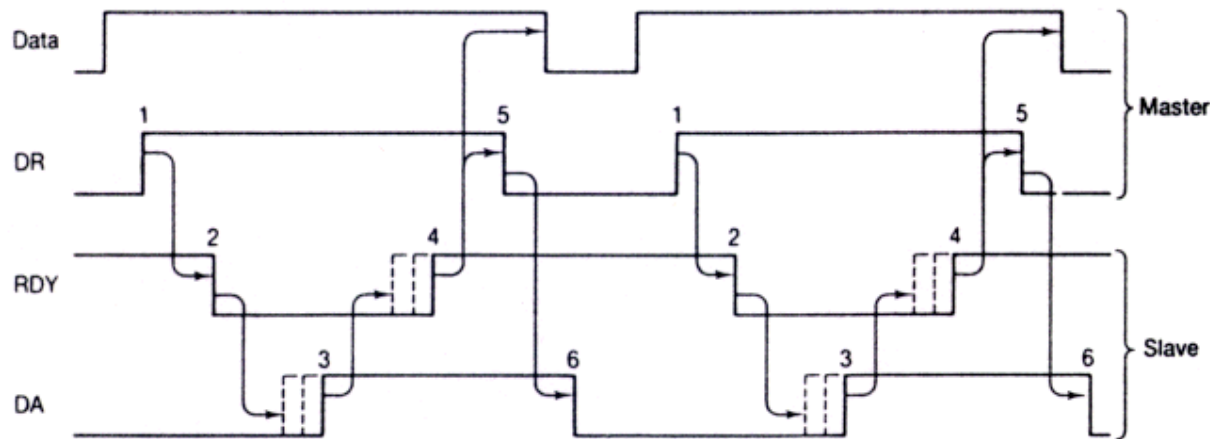 Data
1 5 1 5
Master
DR
2 4 2 4
RDY
Slave
3 6 3 6
DA